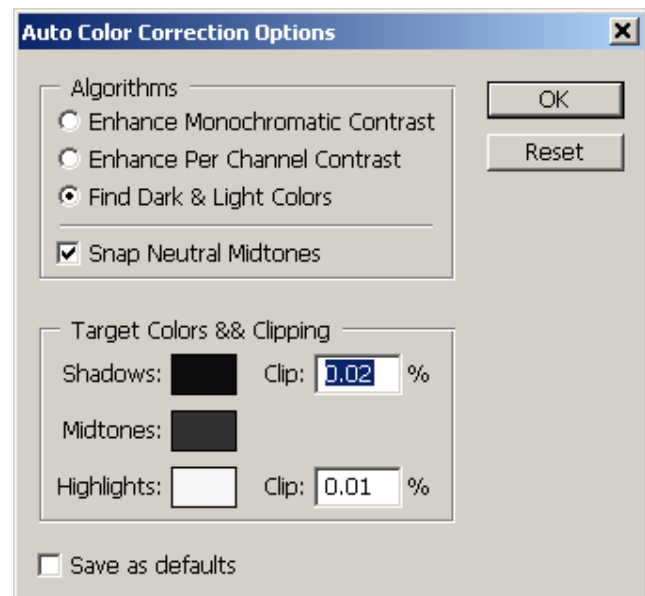 Auto Color Correction Options
Algorithms
Enhance Monochromatic Contrast
Enhance Per Channel Contrast
Find Dark & Light Colors
Snap Neutral Midtones
OK
Reset
Target Colors && Clipping
Shadows: Clip: 0.02 %
Midtones:
Highlights: Clip: 0.01 %
Save as defaults